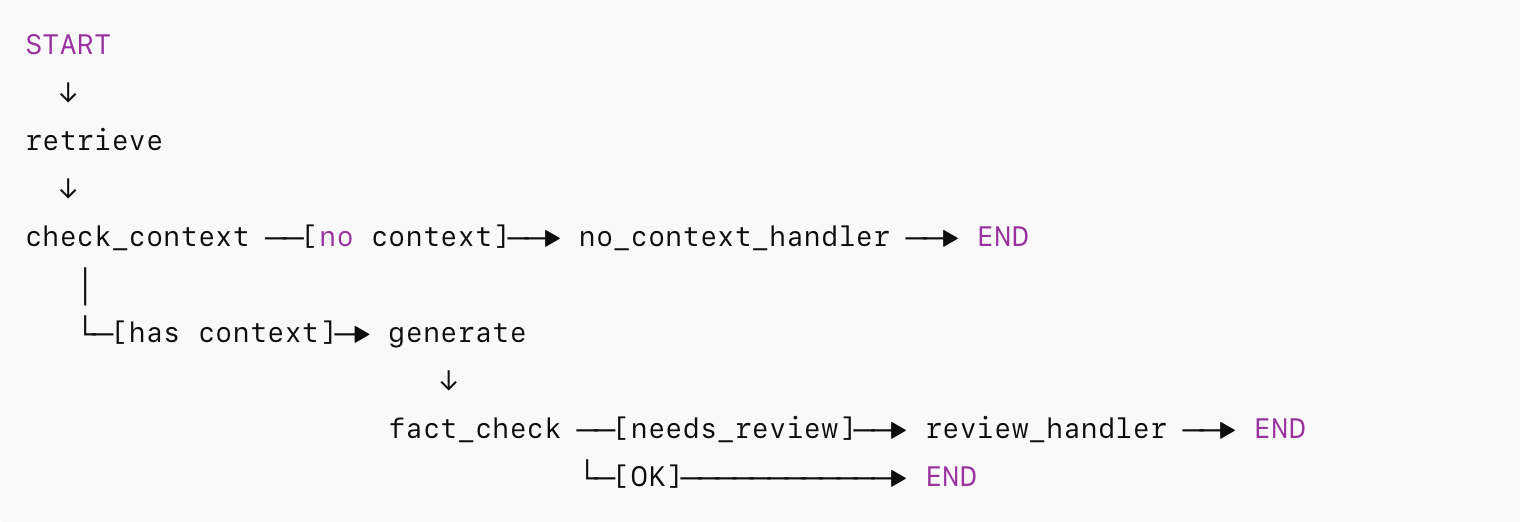 START
↓
retrieve
↓
check_context ──[no context]──▶ no_context_handler ──▶ END
│
└─[has context]─▶ generate
↓
fact_check ──[needs_review]──▶ review_handler ──▶ END
└─[OK]────────────▶ END